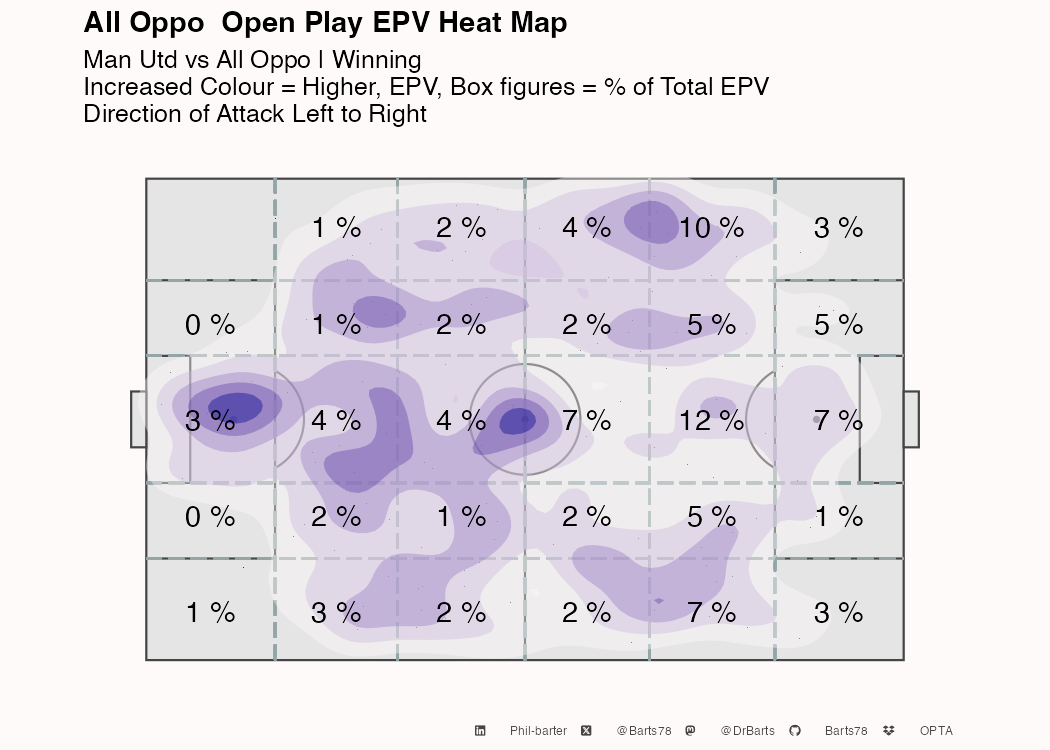 All Oppo  Open Play EPV Heat Map
Man Utd vs All Oppo | Winning
Increased Colour = Higher, EPV, Box figures = % of Total EPV
Direction of Attack Left to Right
1 % 2 % 4 % 10 % 3 %
0 % 1 % 2 % 2 % 5 % 5 %
3 % 4 % 4 % 7 % 12 % 7 %
0 % 2 % 1 % 2 % 5 % 1 %
1 % 3 % 2 % 2 % 7 % 3 %
Phil-barter @Barts78 @DrBarts Barts78 OPTA